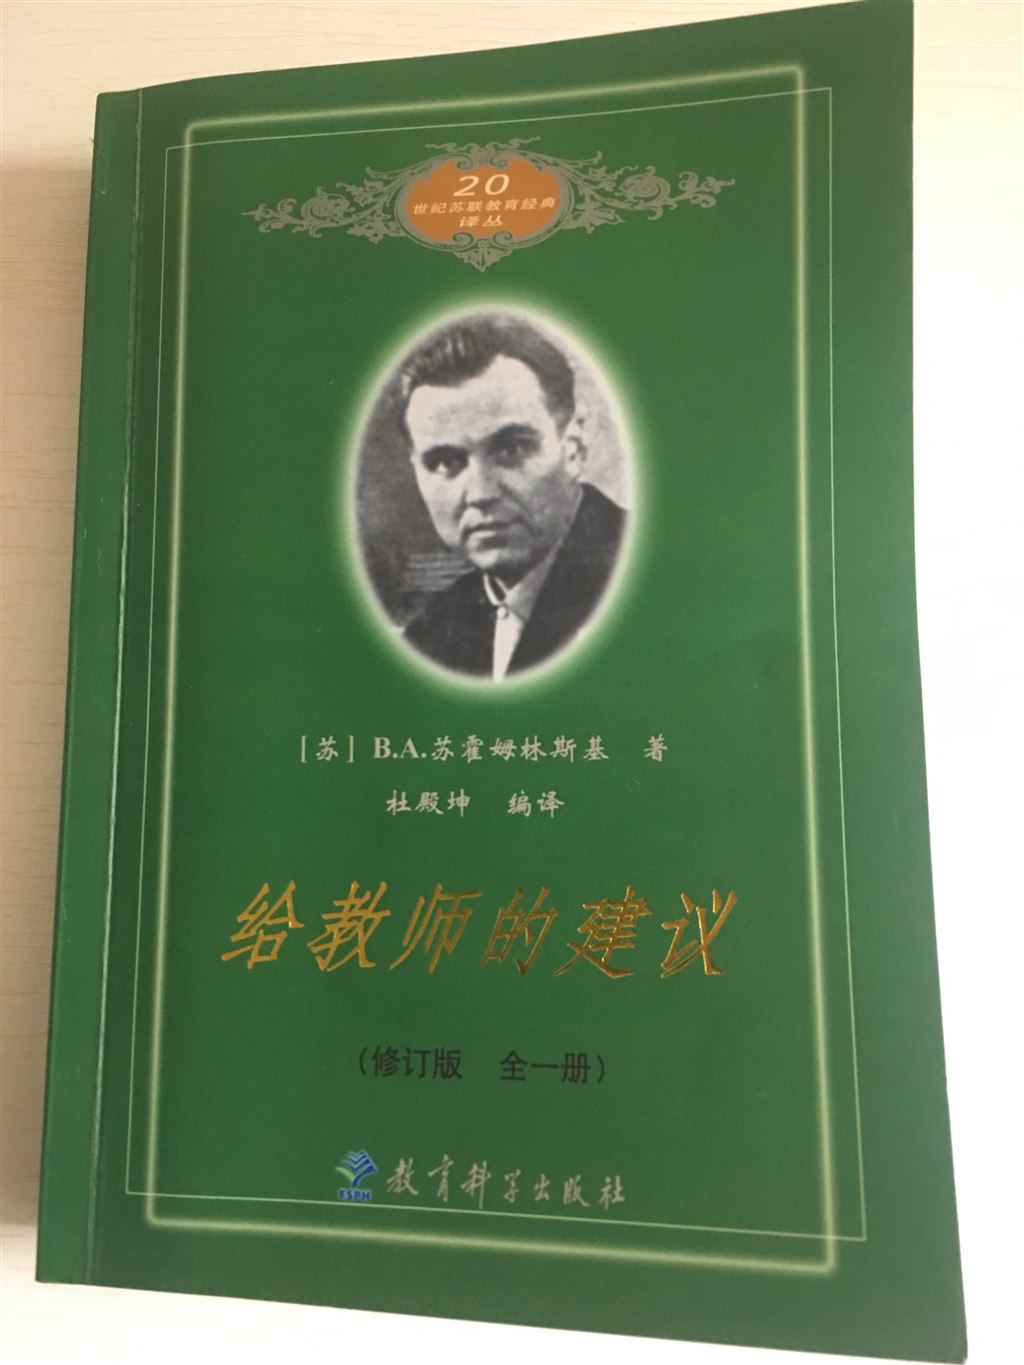 20
世纪苏联教育经典
译丛
[苏] B.A.苏霍姆林斯基 著
杜殿坤 编译
给教师的建议
(修订版 全一册)
ESPH 教育科学出版社